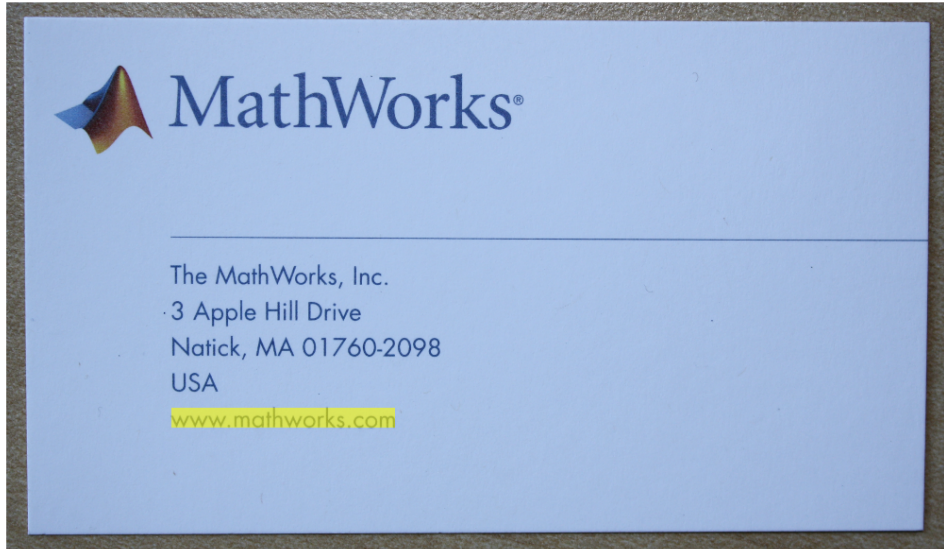 MathWorks®
The MathWorks, Inc.
3 Apple Hill Drive
Natick, MA 01760-2098
USA
www.mathworks.com